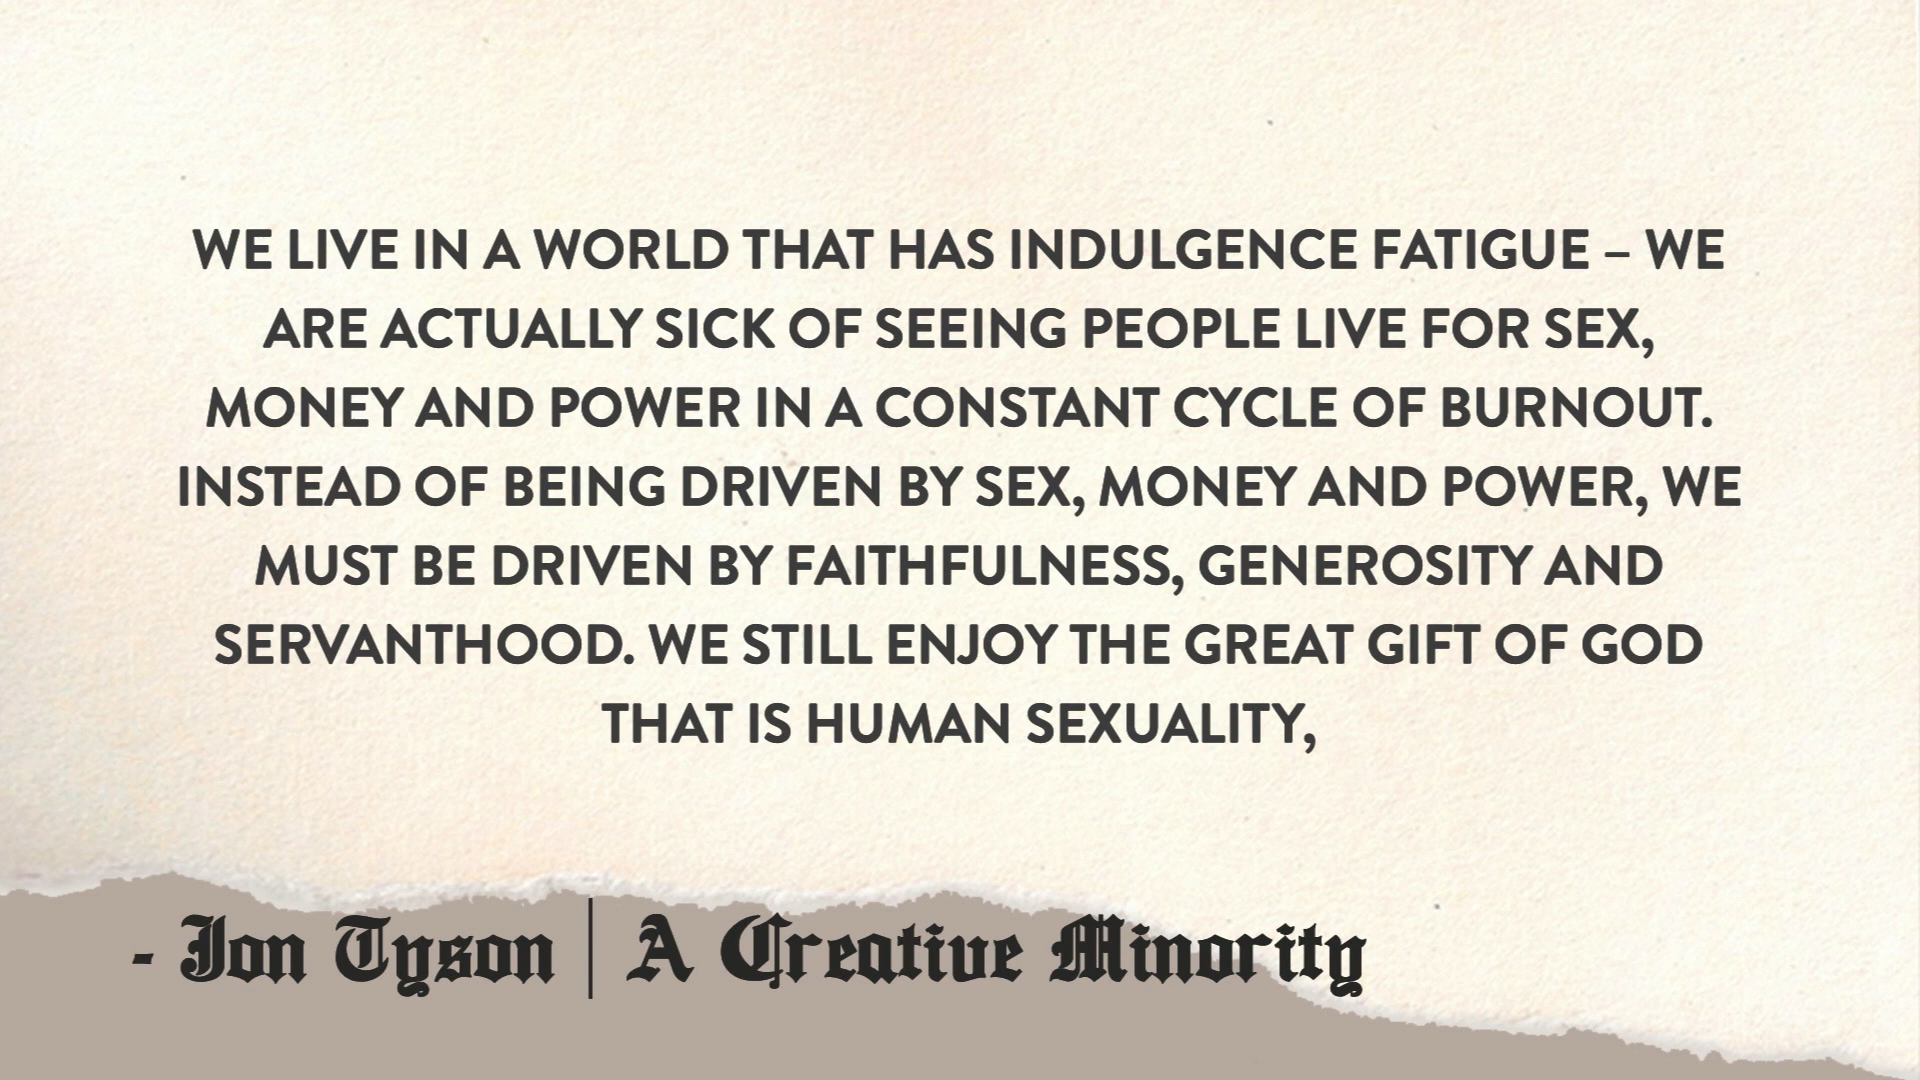 WE LIVE IN A WORLD THAT HAS INDULGENCE FATIGUE – WE
ARE ACTUALLY SICK OF SEEING PEOPLE LIVE FOR SEX,
MONEY AND POWER IN A CONSTANT CYCLE OF BURNOUT.
INSTEAD OF BEING DRIVEN BY SEX, MONEY AND POWER, WE
MUST BE DRIVEN BY FAITHFULNESS, GENEROSITY AND
SERVANTHOOD. WE STILL ENJOY THE GREAT GIFT OF GOD
THAT IS HUMAN SEXUALITY,
- Jon Tyson | A Creative Minority